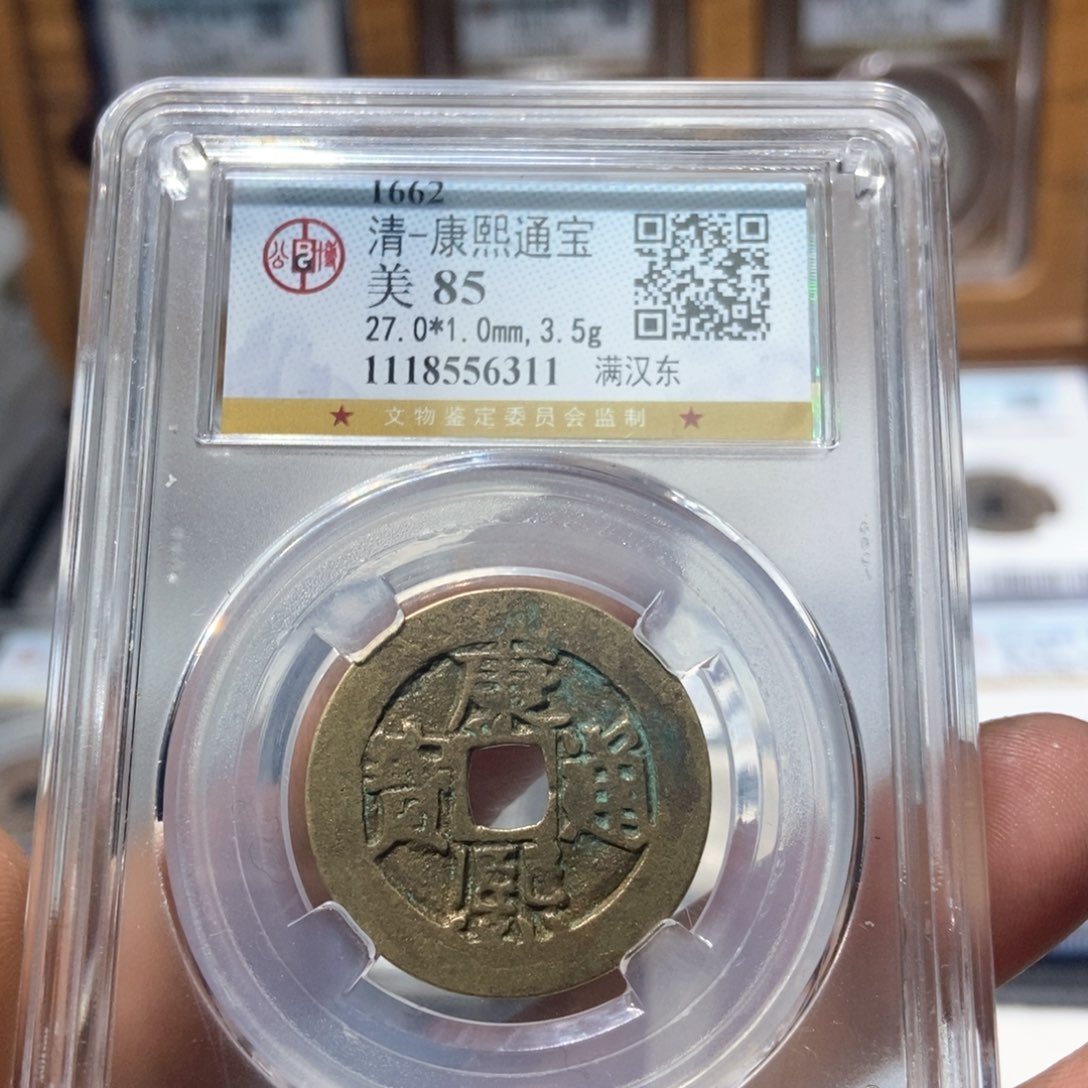 1662
清-康熙通宝
美 85
27.0*1.0mm,3.5g
1118556311 满汉东
★ 文物鉴定委员会监制 ★
康熙通寳